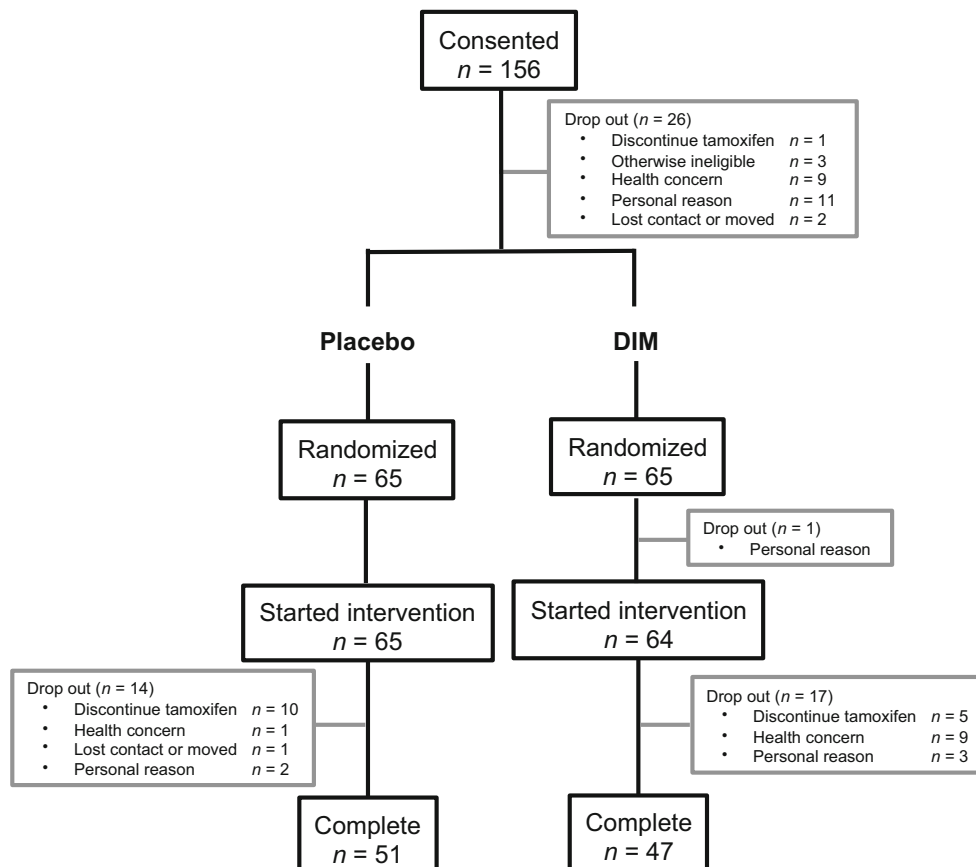 Consented
n = 156
Drop out (n = 26)
• Discontinue tamoxifen n = 1
• Otherwise ineligible n = 3
• Health concern n = 9
• Personal reason n = 11
• Lost contact or moved n = 2
Placebo
DIM
Randomized
n = 65
Randomized
n = 65
Drop out (n = 1)
• Personal reason
Started intervention
n = 65
Started intervention
n = 64
Drop out (n = 14)
• Discontinue tamoxifen n = 10
• Health concern n = 1
• Lost contact or moved n = 1
• Personal reason n = 2
Drop out (n = 17)
• Discontinue tamoxifen n = 5
• Health concern n = 9
• Personal reason n = 3
Complete
n = 51
Complete
n = 47